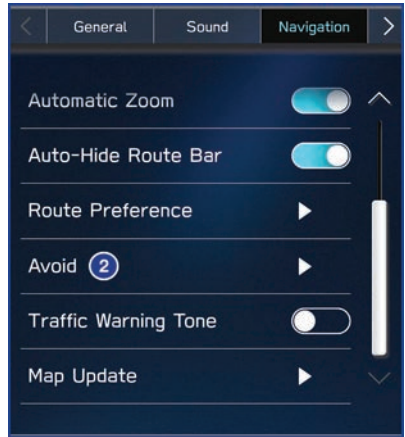 General Sound Navigation
Automatic Zoom
Auto-Hide Route Bar
Route Preference
Avoid 2
Traffic Warning Tone
Map Update